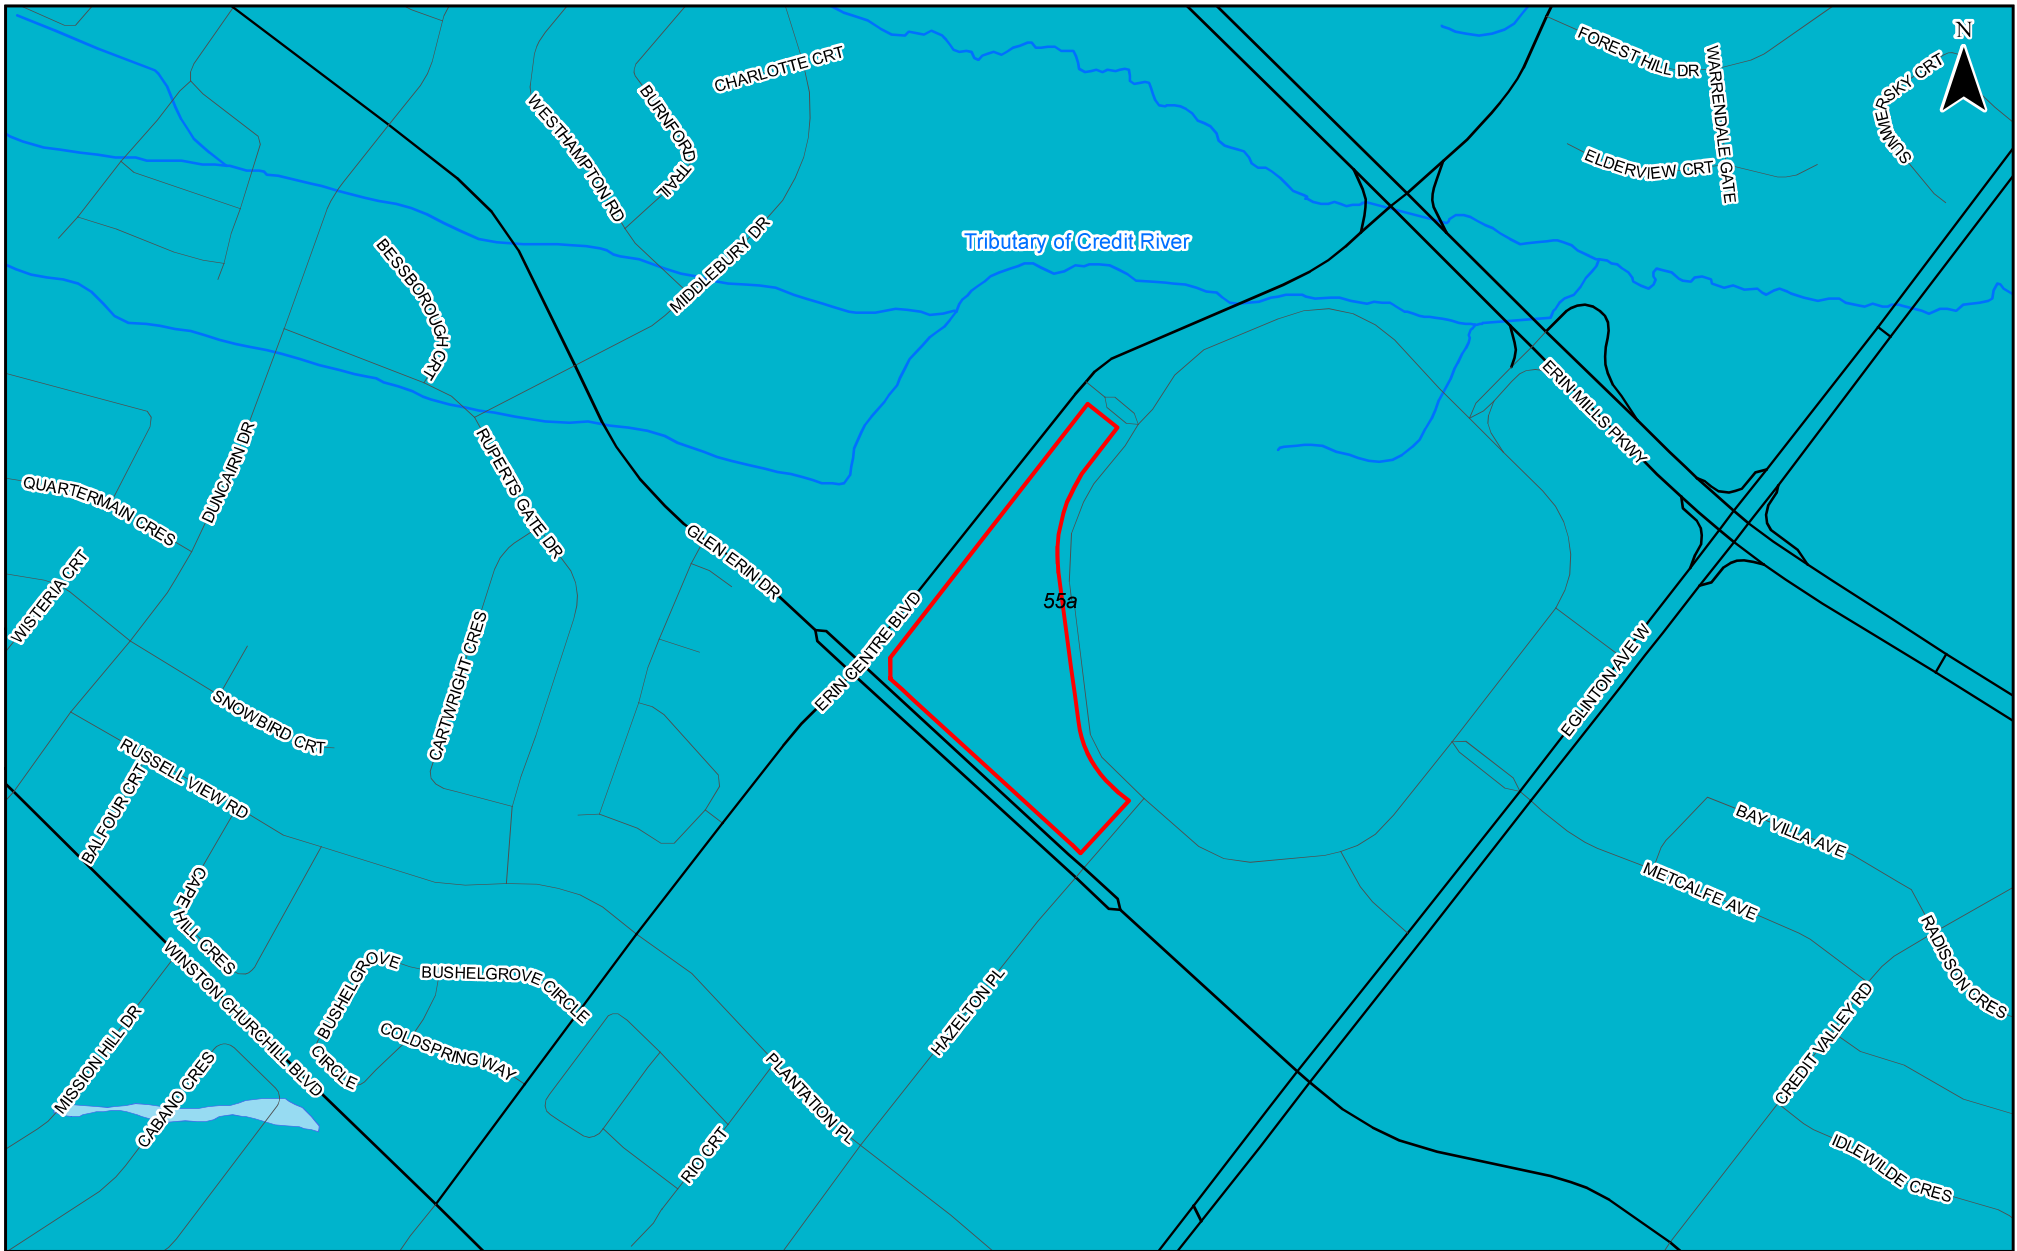 N
FOREST HILL DR
WARRENDALE GATE
SUMMERSKY CRT
ELDERVIEW CRT
CHARLOTTE CRT
BURNFORD TRAIL
WESTHAMPTON RD
MIDDLEBURY DR
Tributary of Credit River
BESSBOROUGH CRT
ERIN MILLS PKWY
DUNCAIRN DR
RUPERTS GATE DR
QUARTERMAIN CRES
WISTERIA CRT
GLEN ERIN DR
ERIN CENTRE BLVD
55a
CARTWRIGHT CRES
EGLINTON AVE W
SNOWBIRD CRT
RUSSELL VIEW RD
BALFOUR CRT
BAY VILLA AVE
METCALFE AVE
CAPE HILL CRES
WINSTON CHURCHILL BLVD
BUSHELGROVE CIRCLE
BUSHELGROVE CIRCLE
COLDSPRING WAY
HAZELTON PL
RADISSON CRES
CREDIT VALLEY RD
MISSION HILL DR
CABANO CRES
PLANTATION PL
RIO CRT
IDLEWILDE CRES